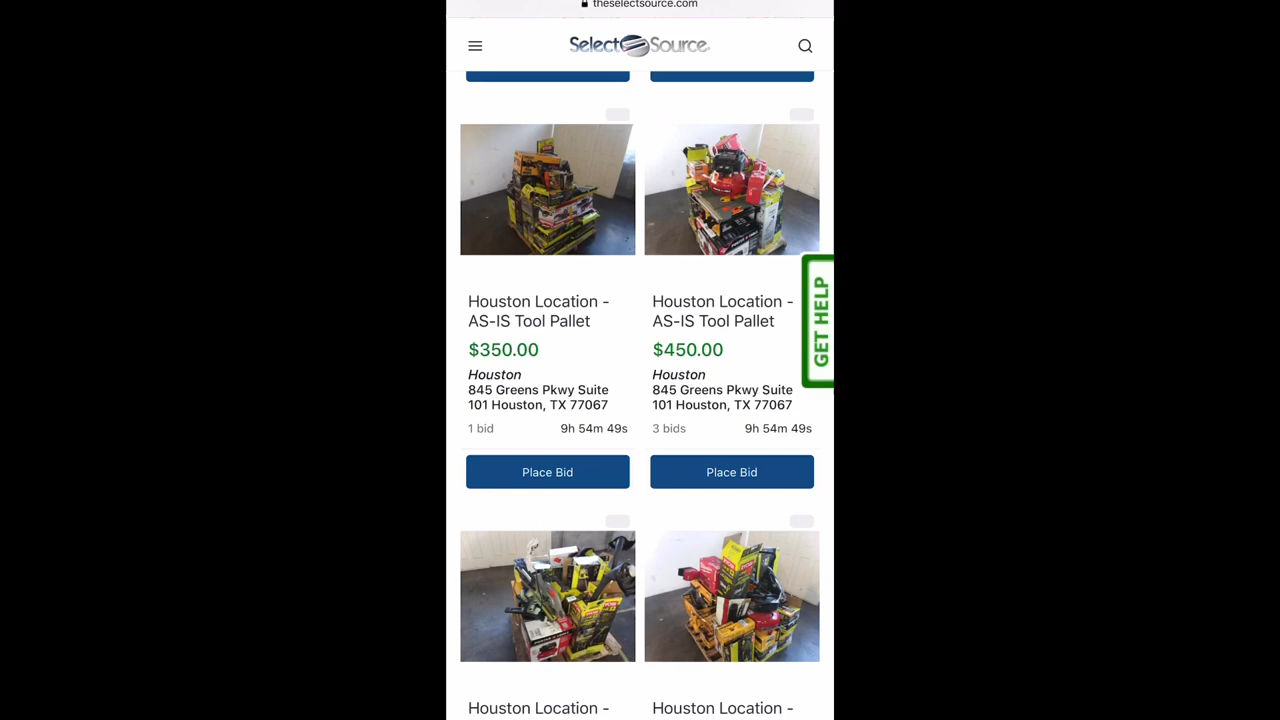 theselectsource.com
SelectSource
Houston Location -
AS-IS Tool Pallet
$350.00
Houston
845 Greens Pkwy Suite
101 Houston, TX 77067
1 bid 9h 54m 49s
Place Bid
Houston Location -
AS-IS Tool Pallet
$450.00
Houston
845 Greens Pkwy Suite
101 Houston, TX 77067
3 bids 9h 54m 49s
Place Bid
GET HELP
Houston Location -
Houston Location -